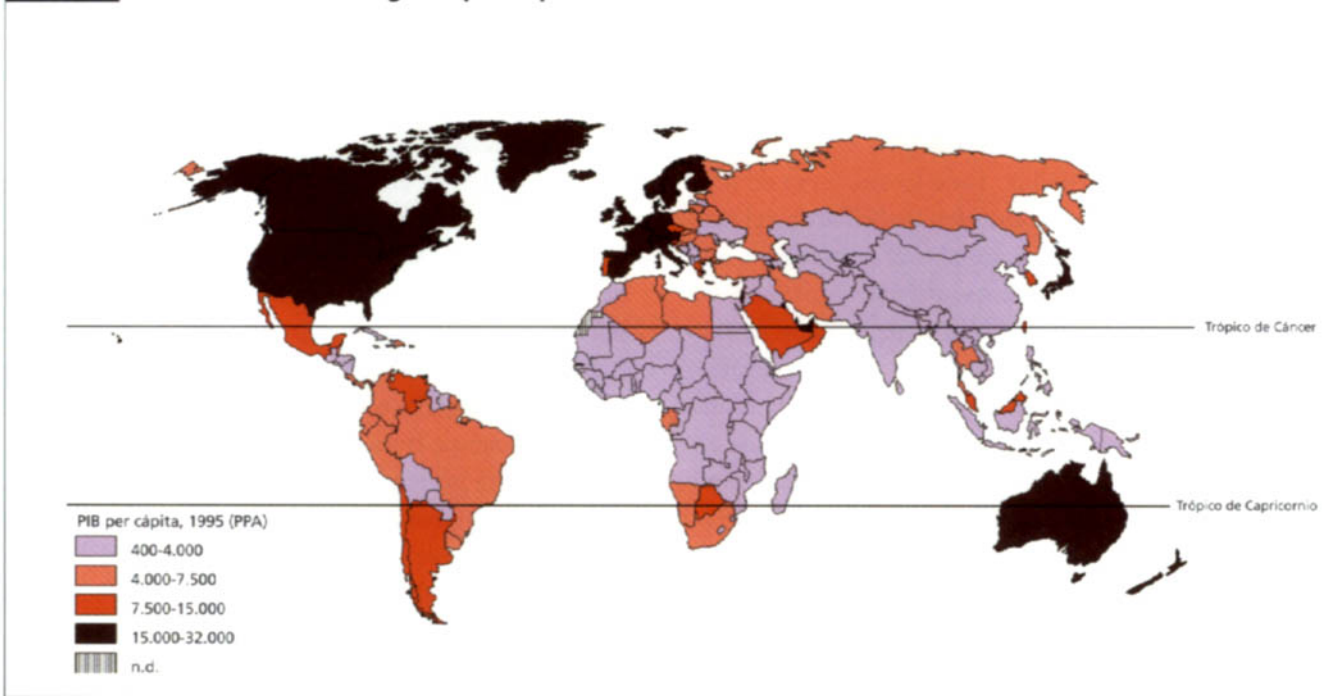 Trópico de Cáncer
Trópico de Capricornio
PIB per cápita, 1995 (PPA)
400-4.000
4.000-7.500
7.500-15.000
15.000-32.000
n.d.